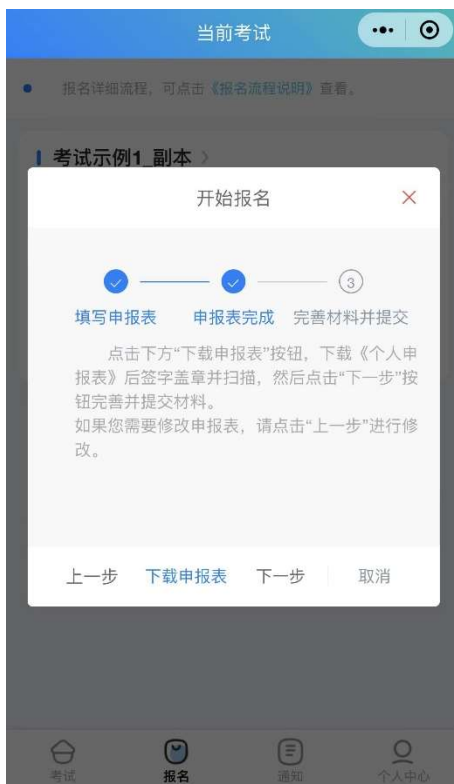 当前考试
报名详细流程，可点击《报名流程说明》查看。
考试示例1_副本
开始报名
3
填写申报表 申报表完成 完善材料并提交
点击下方“下载申报表”按钮，下载《个人申
报表》后签字盖章并扫描，然后点击“下一步”按
钮完善并提交材料。
如果您需要修改申报表，请点击“上一步”进行修
改。
上一步 下载申报表 下一步 取消
考试 报名 通知 个人中心